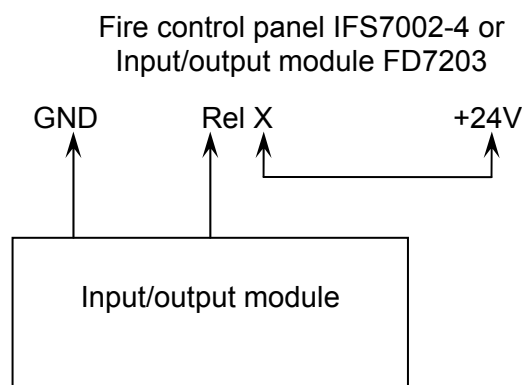 Fire control panel IFS7002-4 or
Input/output module FD7203
GND Rel X +24V
Input/output module